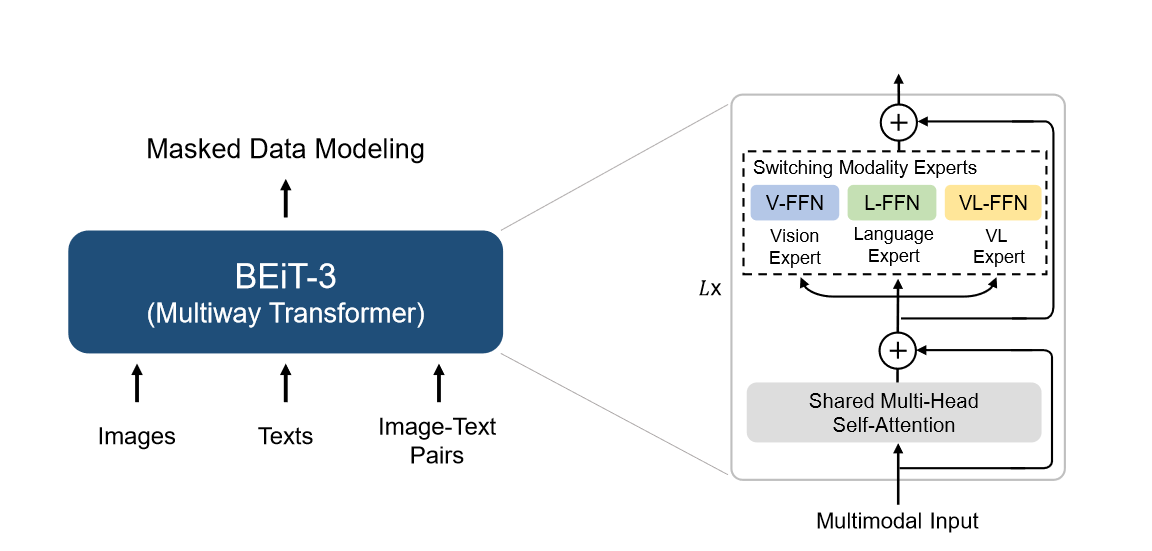 Masked Data Modeling
BEiT-3
(Multiway Transformer)
Images
Texts
Image-Text
Pairs
Lx
Switching Modality Experts
V-FFN
L-FFN
VL-FFN
Vision
Expert
Language
Expert
VL
Expert
Shared Multi-Head
Self-Attention
Multimodal Input